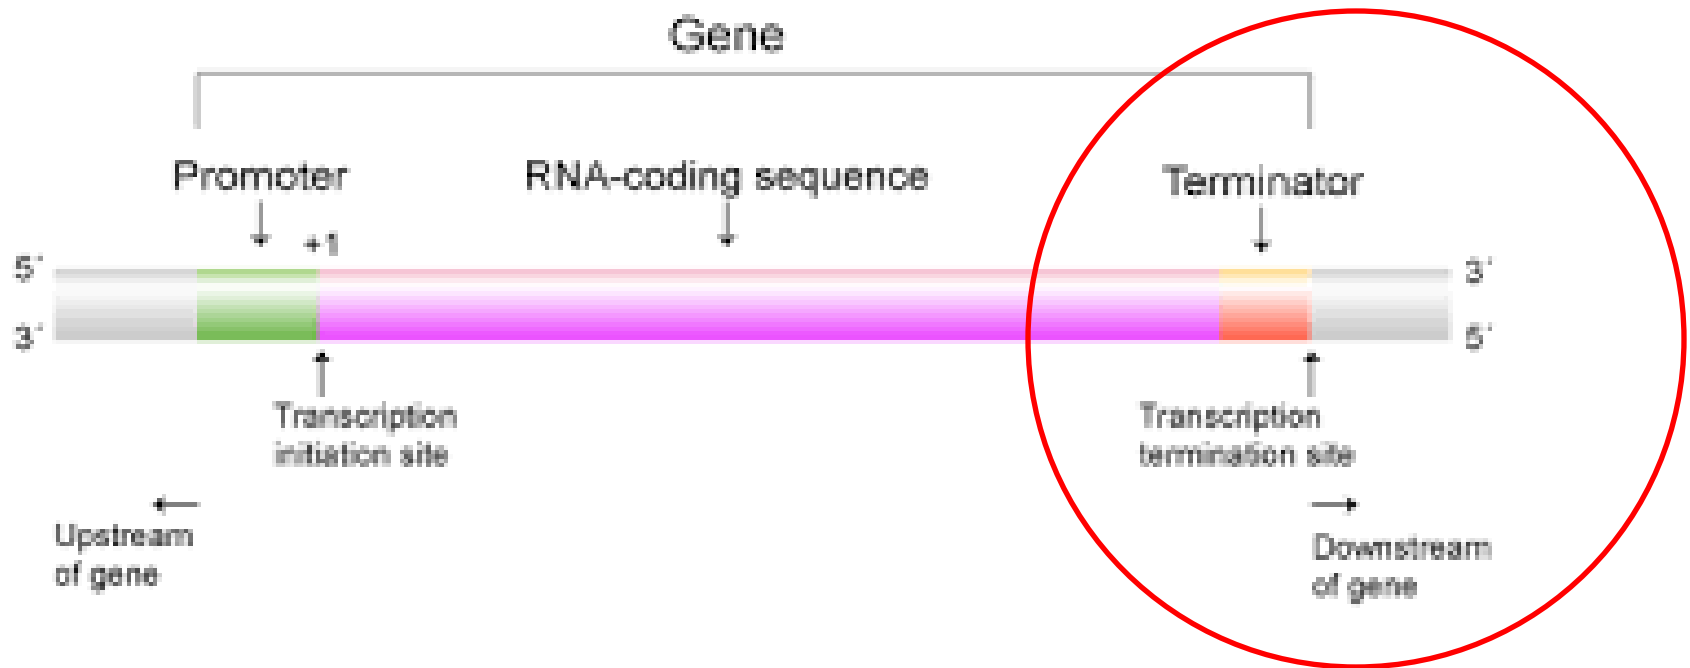 Gene
Promoter
RNA-coding sequence
Terminator
+1
5´
3´
3´
5´
Transcription
initiation site
Transcription
termination site
Upstream
of gene
Downstream
of gene